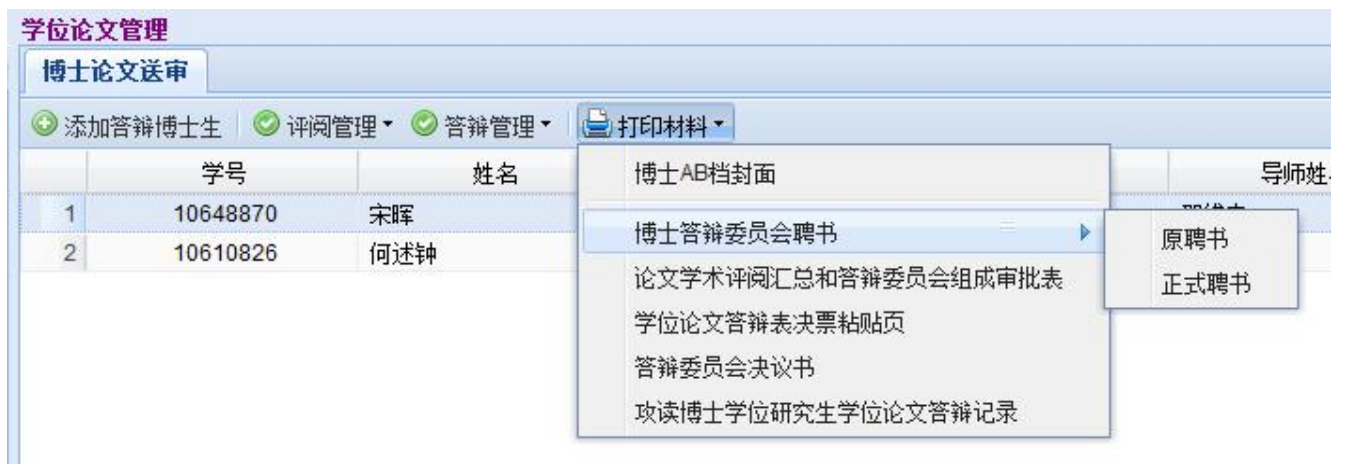 学位论文管理
博士论文送审
添加答辩博士生 评阅管理 答辩管理 打印材料
学号 姓名 导师姓
1 10648870 宋晖
2 10610826 何述钟
博士AB档封面
博士答辩委员会聘书
论文学术评阅汇总和答辩委员会组成审批表
学位论文答辩表决票粘贴页
答辩委员会决议书
攻读博士学位研究生学位论文答辩记录
原聘书
正式聘书